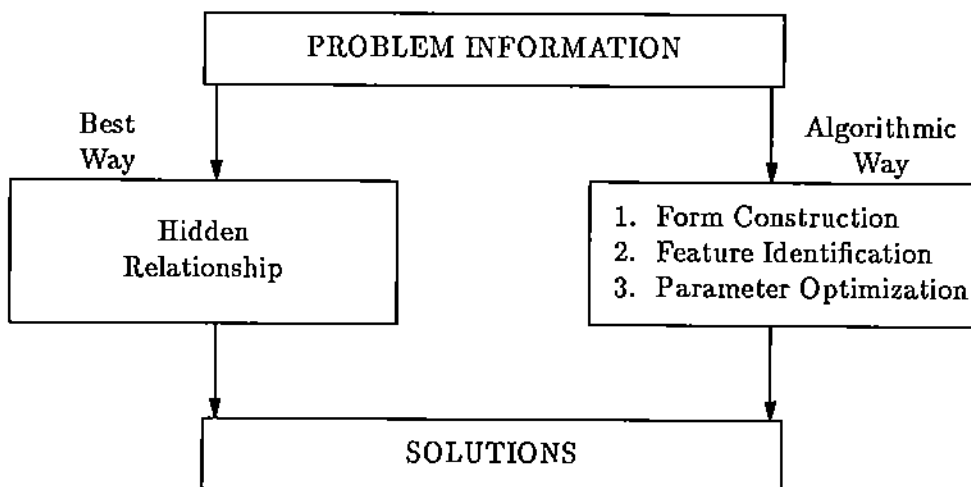 PROBLEM INFORMATION
Best
Way
Algorithmic
Way
Hidden
Relationship
1. Form Construction
2. Feature Identification
3. Parameter Optimization
SOLUTIONS